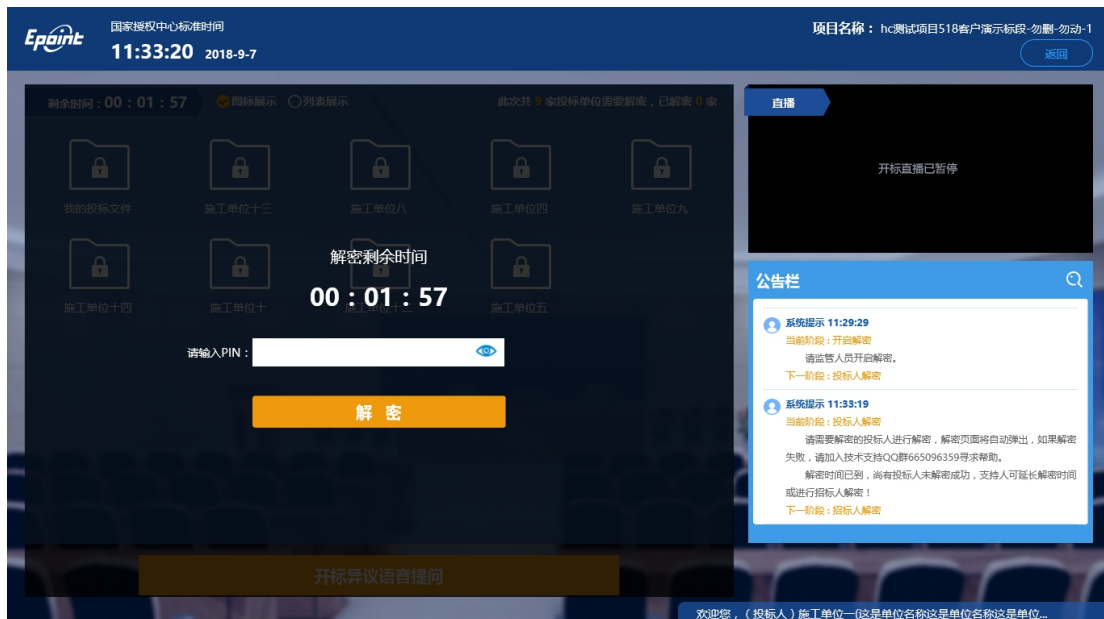 Epoint
国家授权中心标准时间
11:33:20 2018-9-7
项目名称：hc测试项目518客户演示标段-勿删-勿动-1
返回
剩余时间：00：01：57 图标展示 列表展示 此次共 9 家投标单位需要解密，已解密 0 家
我的投标文件 施工单位十三 施工单位八 施工单位四 施工单位九
施工单位十四 施工单位十 施工单位十二 施工单位五
解密剩余时间
00：01：57
请输入PIN：
解 密
开标异议语音提问
直播
开标直播已暂停
公告栏
系统提示 11:29:29
当前阶段：开启解密
请监管人员开启解密。
下一阶段：投标人解密
系统提示 11:33:19
当前阶段：投标人解密
请需要解密的投标人进行解密，解密页面将自动弹出，如果解密
失败，请加入技术支持QQ群665096359寻求帮助。
解密时间已到，尚有投标人未解密成功，支持人可延长解密时间
或进行招标人解密！
下一阶段：招标人解密
欢迎您，（投标人）施工单位一0这是单位名称这是单位名称这是单位...